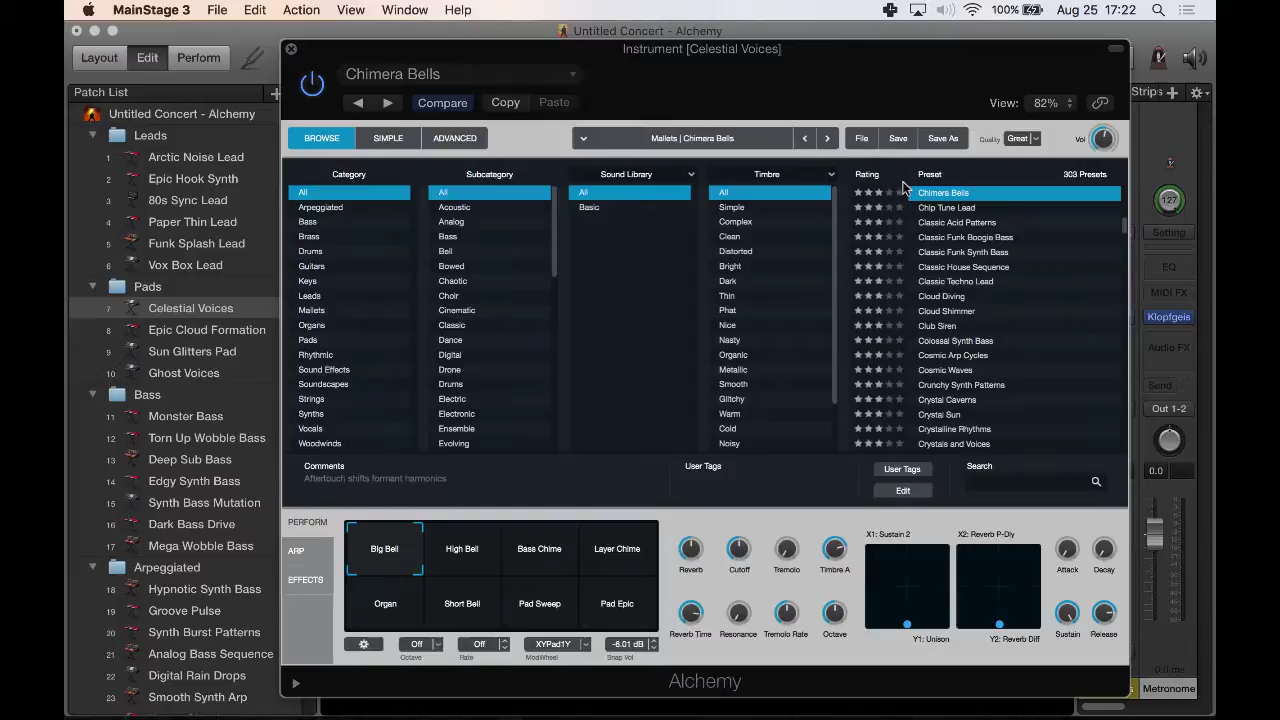 MainStage 3 File Edit Action View Window Help 100% Aug 25 17:22
Untitled Concert - Alchemy
Layout Edit Perform
Instrument [Celestial Voices]
Patch List
Strips
Untitled Concert - Alchemy
Leads
1 Arctic Noise Lead
2 Epic Hook Synth
3 80s Sync Lead
4 Paper Thin Lead
5 Funk Splash Lead
6 Vox Box Lead
Pads
7 Celestial Voices
8 Epic Cloud Formation
9 Sun Glitters Pad
10 Ghost Voices
Bass
11 Monster Bass
12 Torn Up Wobble Bass
13 Deep Sub Bass
14 Edgy Synth Bass
15 Synth Bass Mutation
16 Dark Bass Drive
17 Mega Wobble Bass
Arpeggiated
18 Hypnotic Synth Bass
19 Groove Pulse
20 Synth Burst Patterns
21 Analog Bass Sequence
22 Digital Rain Drops
23 Smooth Synth Arp
Chimera Bells
Compare Copy Paste View: 82%
BROWSE SIMPLE ADVANCED Mallets | Chimera Bells File Save Save As Quality Great Vol
Category Subcategory Sound Library Timbre Rating Preset 303 Presets
All All All All Chimera Bells
Arpeggiated Acoustic Basic Simple Chip Tune Lead
Bass Analog Complex Classic Acid Patterns
Brass Bass Clean Classic Funk Boogie Bass
Drums Bell Distorted Classic Funk Synth Bass
Guitars Bowed Bright Classic House Sequence
Keys Chaotic Dark Classic Techno Lead
Leads Choir Thin Cloud Diving
Mallets Cinematic Phat Cloud Shimmer
Organs Classic Nice Club Siren
Pads Dance Nasty Colossal Synth Bass
Rhythmic Digital Organic Cosmic Arp Cycles
Sound Effects Drone Metallic Cosmic Waves
Soundscapes Drums Smooth Crunchy Synth Patterns
Strings Electric Glitchy Crystal Caverns
Synths Electronic Warm Crystal Sun
Vocals Ensemble Cold Crystalline Rhythms
Woodwinds Evolving Noisy Crystals and Voices
Comments User Tags User Tags Search
Aftertouch shifts formant harmonics
Edit
PERFORM
ARP
EFFECTS
Big Bell High Bell Bass Chime Layer Chime
Organ Short Bell Pad Sweep Pad Epic
Off Off XYPad1Y -8.01 dB
Octave Rate ModWheel Snap Vol
Reverb Cutoff Tremolo Timbre A
Reverb Time Resonance Tremolo Rate Octave
X1: Sustain 2 X2: Reverb P-Dly
Y1: Unison Y2: Reverb Diff
Attack Decay
Sustain Release
Alchemy
127
Setting
EQ
MIDI FX
Klopfgeis
Audio FX
Send
Out 1-2
0.0
0.0 ms
Metronome